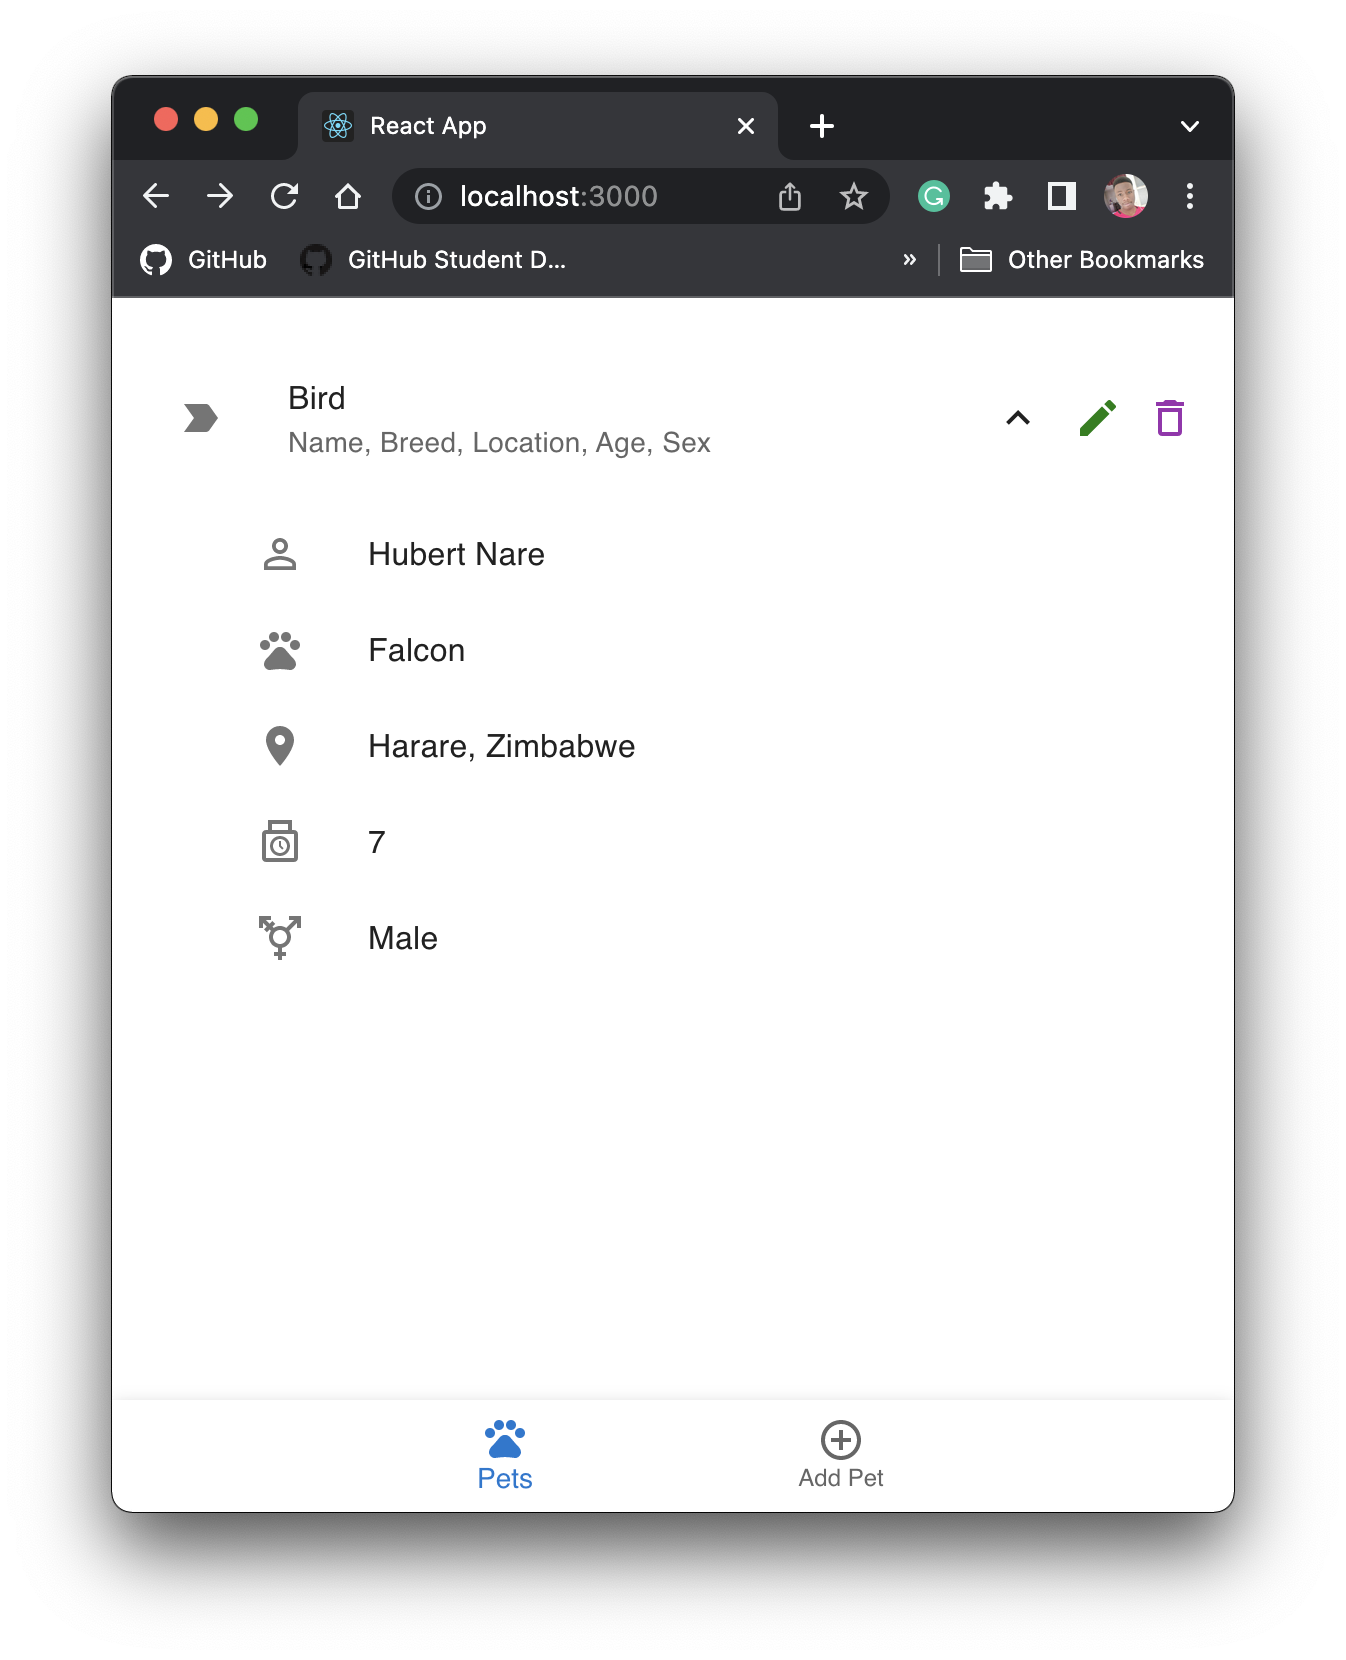 React App
localhost:3000
GitHub
GitHub Student D...
»
Other Bookmarks
Bird
Name, Breed, Location, Age, Sex
Hubert Nare
Falcon
Harare, Zimbabwe
7
Male
Pets
Add Pet